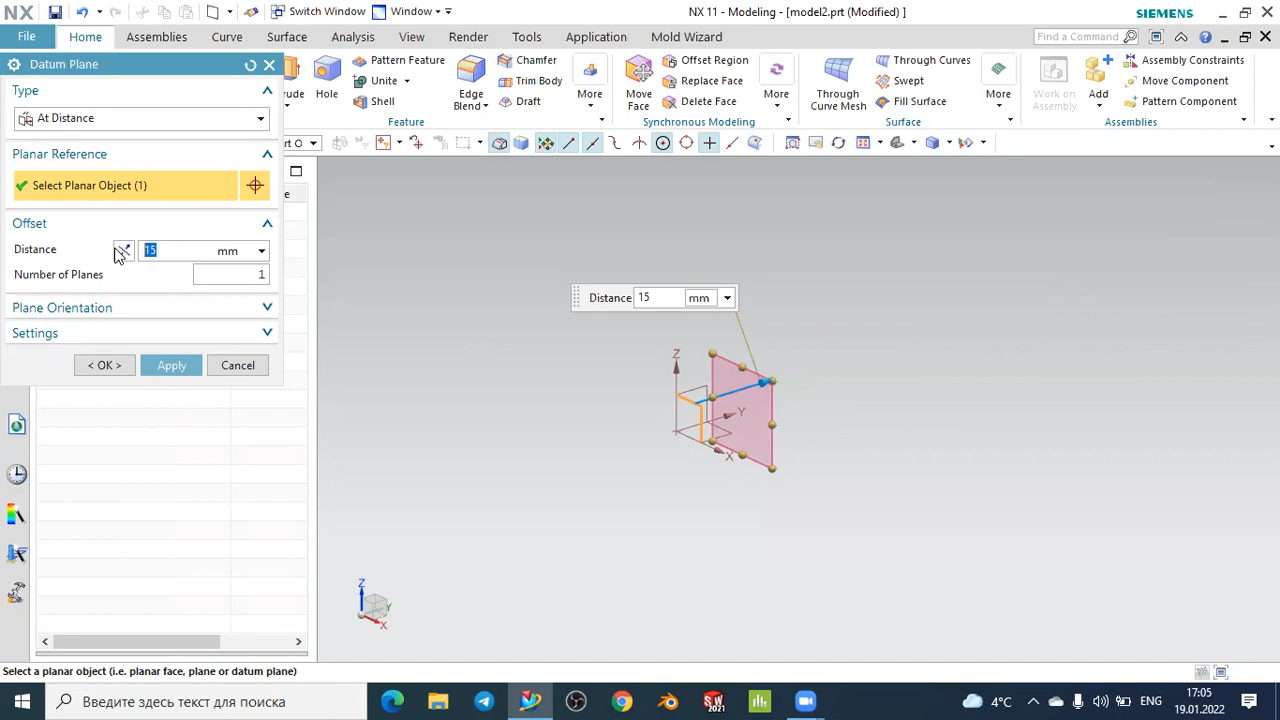 NX
Switch Window
Window
NX 11 - Modeling - [model2.prt (Modified) ]
SIEMENS
File
Home
Assemblies
Curve
Surface
Analysis
View
Render
Tools
Application
Mold Wizard
Find a Command
Datum Plane
Type
At Distance
Planar Reference
Select Planar Object (1)
Offset
Distance
15
mm
Number of Planes
1
Plane Orientation
Settings
< OK >
Apply
Cancel
Hole
Pattern Feature
Unite
Shell
Edge
Blend
Chamfer
Trim Body
Draft
More
Feature
Move
Face
Offset Region
Replace Face
Delete Face
More
Synchronous Modeling
Through
Curve Mesh
Through Curves
Swept
Fill Surface
More
Surface
Work on
Assembly
Add
Assembly Constraints
Move Component
Pattern Component
Assemblies
Distance
15
mm
Z
Y
X
Z
Y
X
Select a planar object (i.e. planar face, plane or datum plane)
Введите здесь текст для поиска
SW
2021
4°C
ENG
17:05
19.01.2022